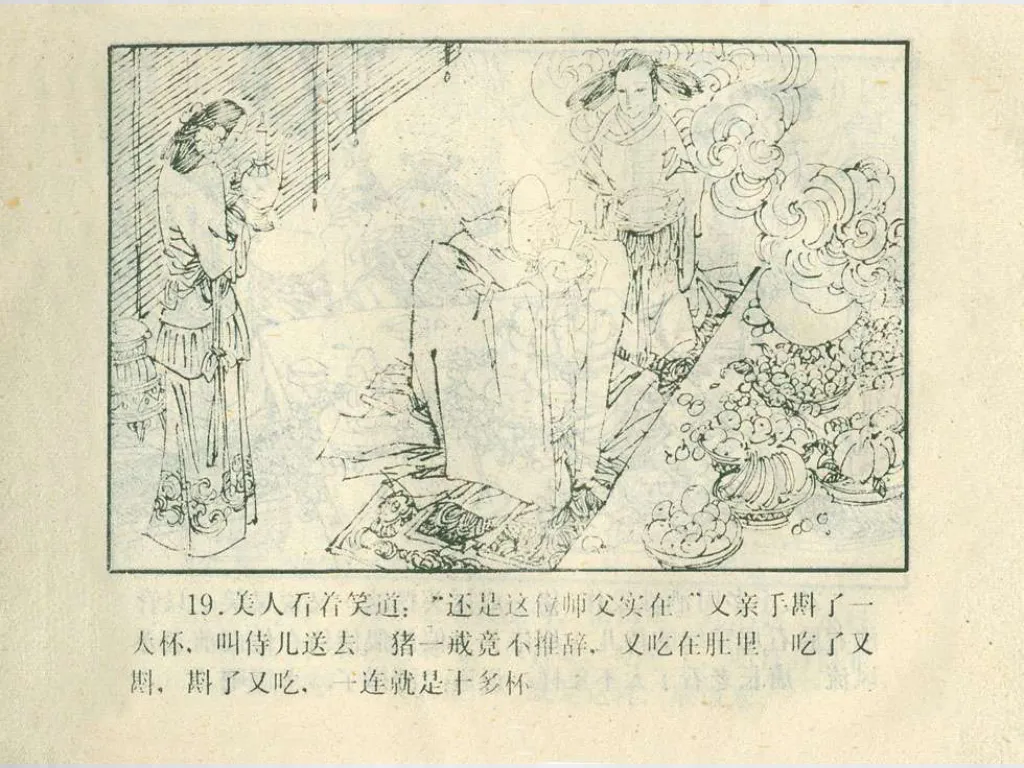 19.美人看着笑道：“还是这位师父实在”又亲手斟了一
大杯，叫侍儿送去 猪一戒竟不推辞，又吃在肚里 吃了又
斟，斟了又吃，一连就是十多杯